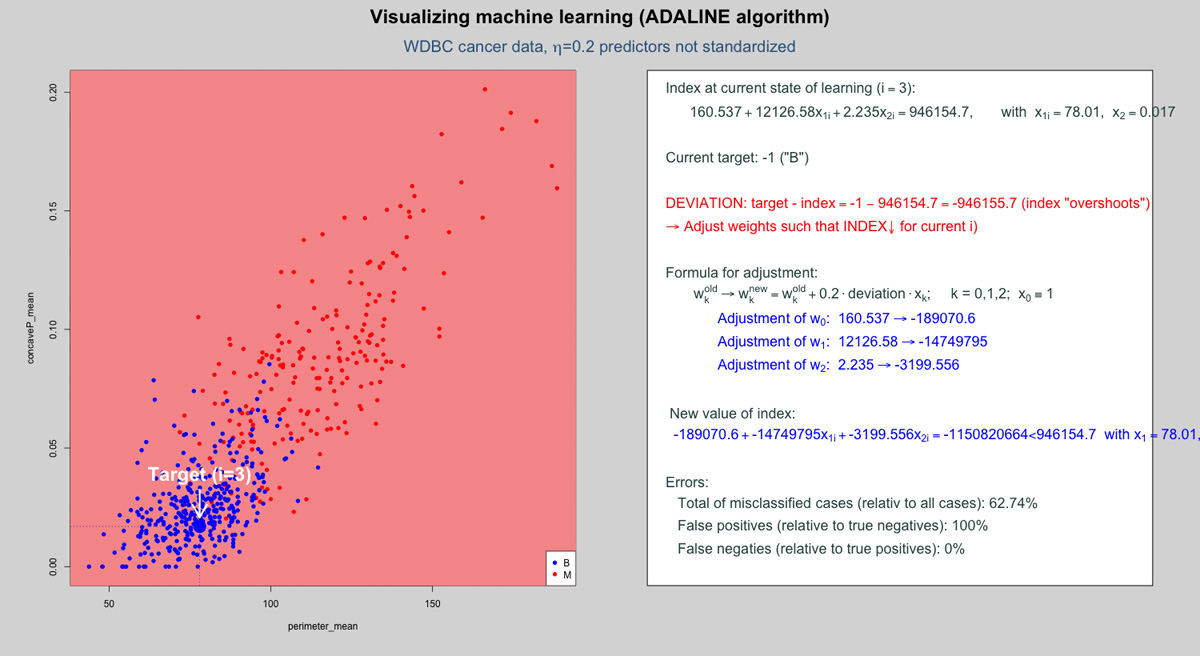 Visualizing machine learning (ADALINE algorithm)
WDBC cancer data, η=0.2 predictors not standardized
concaveP_mean
0.20
0.15
0.10
0.05
0.00
Target (i=3)
B
M
50
100
150
perimeter_mean
Index at current state of learning (i = 3):
160.537 + 12126.58x1i + 2.235x2i = 946154.7, with x1i = 78.01, x2 = 0.017
Current target: -1 ("B")
DEVIATION: target - index = -1 − 946154.7 = -946155.7 (index "overshoots")
→ Adjust weights such that INDEX↓ for current i)
Formula for adjustment:
wk^old → wk^new = wk^old + 0.2 · deviation · xk; k = 0,1,2; x0 ≡ 1
Adjustment of w0: 160.537 → -189070.6
Adjustment of w1: 12126.58 → -14749795
Adjustment of w2: 2.235 → -3199.556
New value of index:
-189070.6 + -14749795x1i + -3199.556x2i = -1150820664<946154.7 with x1 = 78.01,
Errors:
Total of misclassified cases (relativ to all cases): 62.74%
False positives (relative to true negatives): 100%
False negaties (relative to true positives): 0%